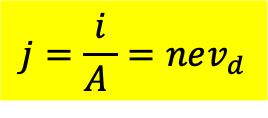 j = i/A = nev_d